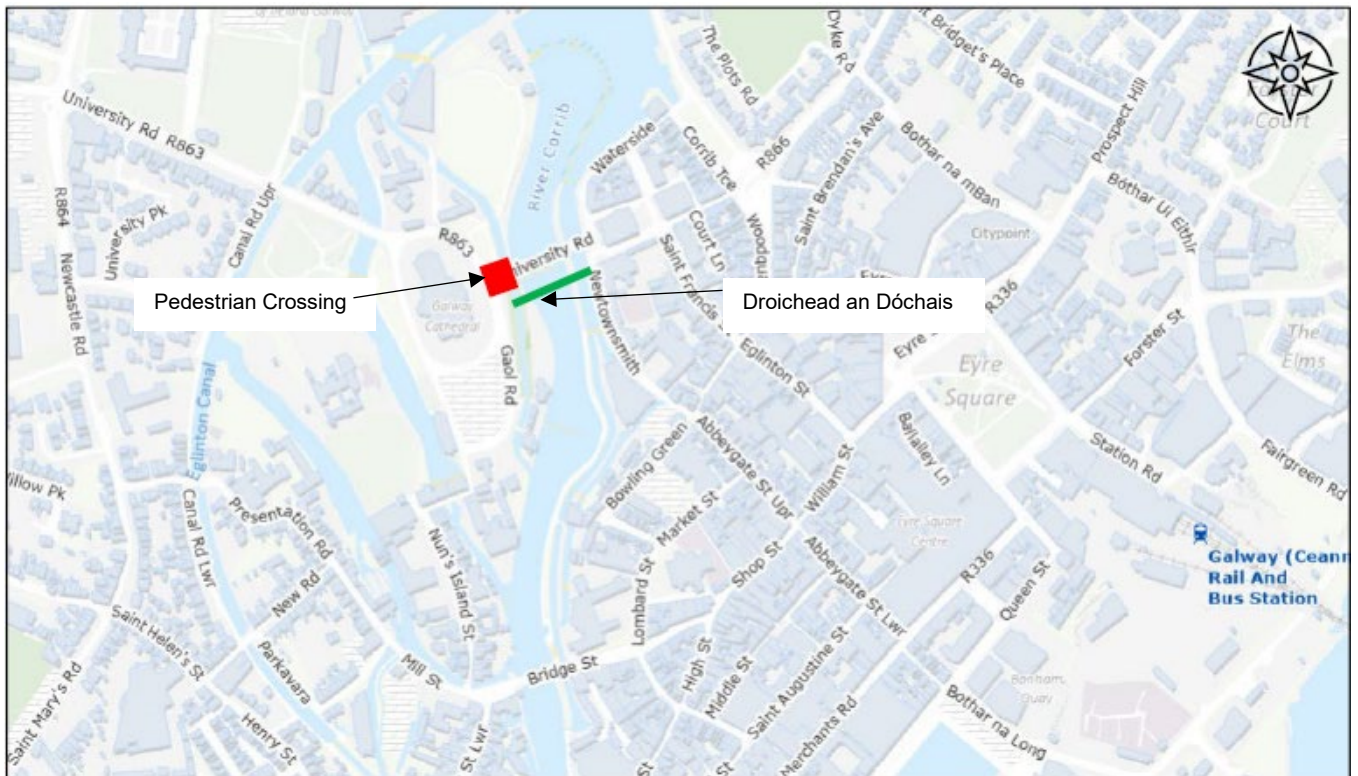 University Rd R863
R864
University Pk
Canal Rd Upr
Newcastle Rd
Eglinton Canal
Canal Rd Lwr
Presentation Rd
New Rd
Saint Helen's St
Parkavara
Henry St
Saint Mary's Rd
Mill St
Nun's Island St
St Lwr
R863
Galway
Cathedral
Gaol Rd
Pedestrian Crossing
River Corrib
University Rd
Droichead an Dóchais
Newtownsmith
Waterside
The Plots Rd
Dyke Rd
Corrib Tce
R866
Court Ln
Saint Francis
Saint Brendan's Ave
Bothar na mBan
Bridget's Place
Prospect Hill
Bóthar Uí Eithir
Court
Citypoint
R336
Eyre
Square
Forster St
The
Elms
Fairgreen Rd
Station Rd
Eglinton St
Ballalley Ln
William St
Abbeygate St Upr
Bowling Green
Market St
Lombard St
Shop St
Abbeygate St Lwr
Eyre Square
Centre
R336
Queen St
Bridge St
High St
Middle St
Saint Augustine St
Merchants Rd
Bothar na Long
Galway (Ceann
Rail And
Bus Station